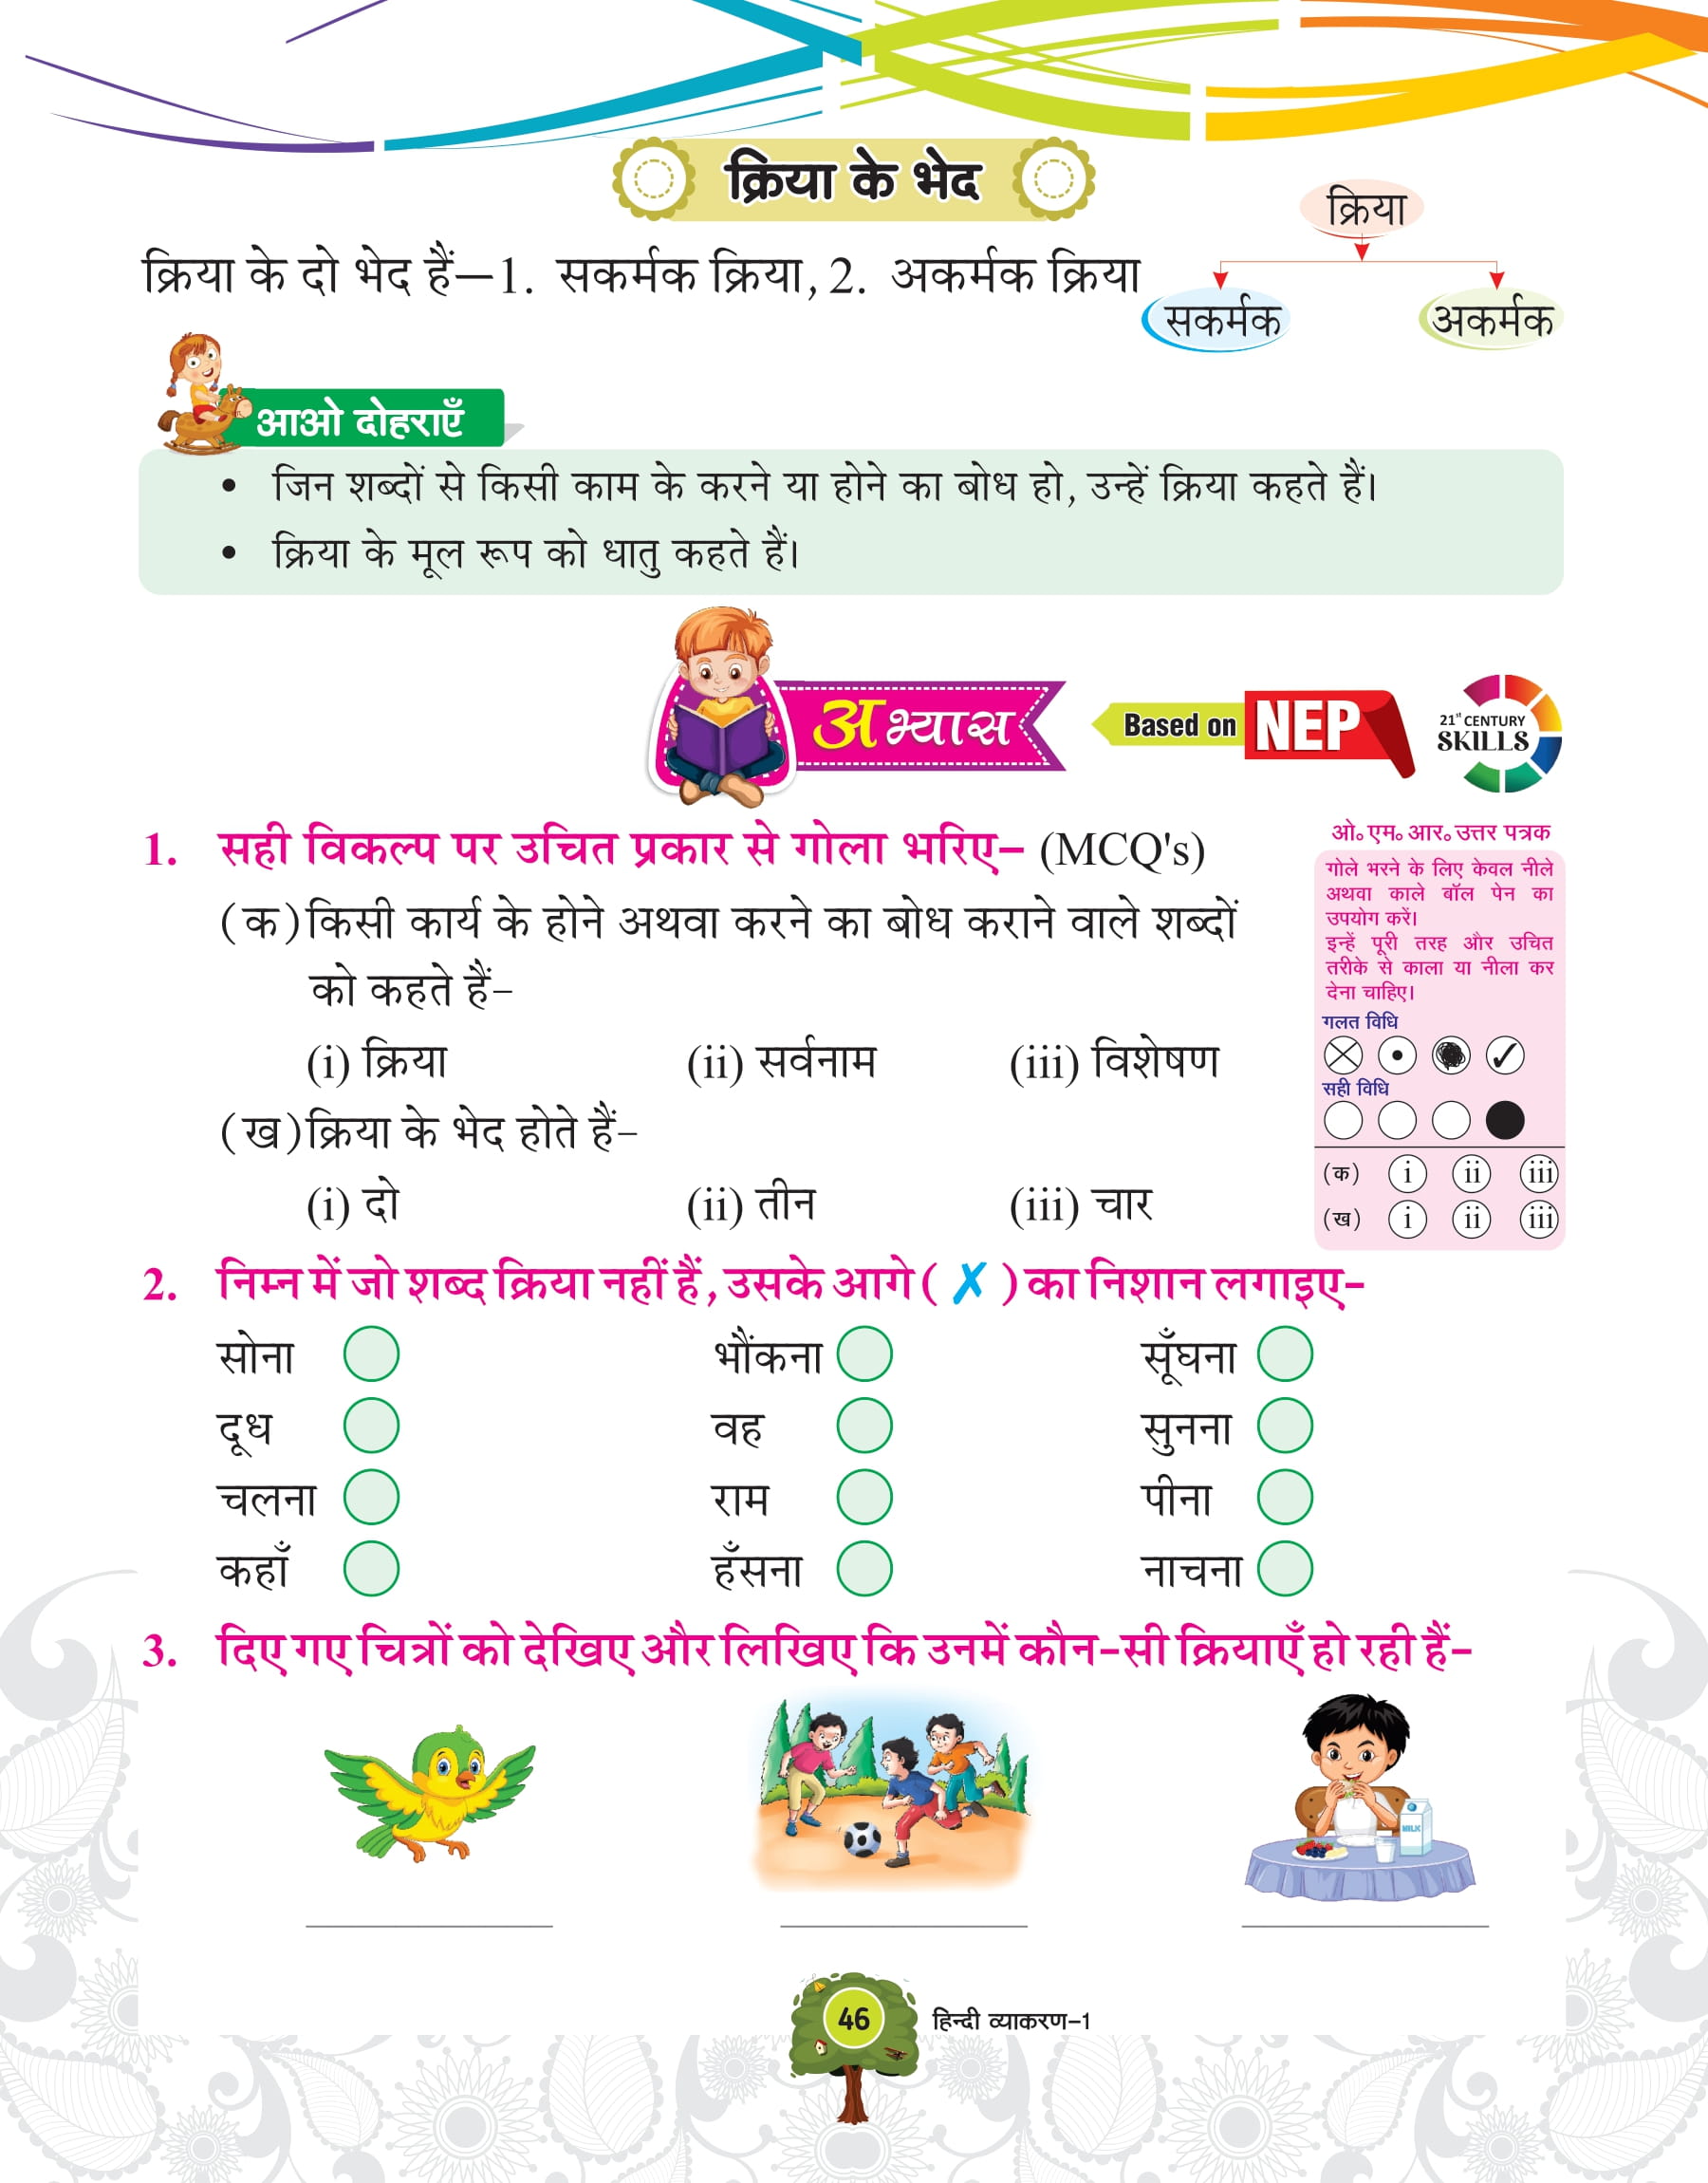 क्रिया के भेद
क्रिया के दो भेद हैं—1. सकर्मक क्रिया, 2. अकर्मक क्रिया
क्रिया
सकर्मक
अकर्मक
आओ दोहराएँ
• जिन शब्दों से किसी काम के करने या होने का बोध हो, उन्हें क्रिया कहते हैं।
• क्रिया के मूल रूप को धातु कहते हैं।
अभ्यास
Based on NEP
21st CENTURY
SKILLS
1. सही विकल्प पर उचित प्रकार से गोला भरिए– (MCQ's)
(क) किसी कार्य के होने अथवा करने का बोध कराने वाले शब्दों
को कहते हैं–
(i) क्रिया (ii) सर्वनाम (iii) विशेषण
(ख) क्रिया के भेद होते हैं–
(i) दो (ii) तीन (iii) चार
ओ॰ एम॰ आर॰ उत्तर पत्रक
गोले भरने के लिए केवल नीले
अथवा काले बॉल पेन का
उपयोग करें।
इन्हें पूरी तरह और उचित
तरीके से काला या नीला कर
देना चाहिए।
गलत विधि
सही विधि
(क) i ii iii
(ख) i ii iii
2. निम्न में जो शब्द क्रिया नहीं हैं, उसके आगे ( ✗ ) का निशान लगाइए–
सोना भौंकना सूँघना
दूध वह सुनना
चलना राम पीना
कहाँ हँसना नाचना
3. दिए गए चित्रों को देखिए और लिखिए कि उनमें कौन–सी क्रियाएँ हो रही हैं–
MILK
46
हिन्दी व्याकरण–1